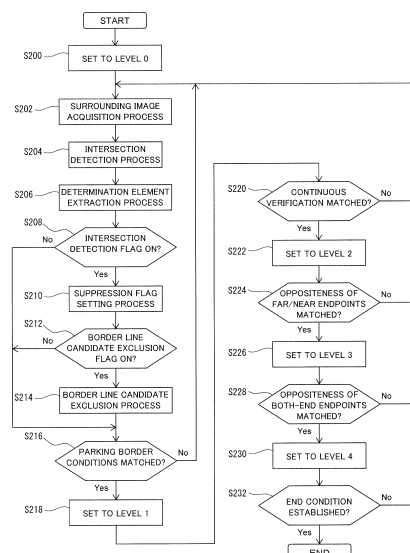 START
S200
SET TO LEVEL 0
S202
SURROUNDING IMAGE
ACQUISITION PROCESS
S204
INTERSECTION
DETECTION PROCESS
S206
DETERMINATION ELEMENT
EXTRACTION PROCESS
S208
No
INTERSECTION
DETECTION FLAG ON?
Yes
S210
SUPPRESSION FLAG
SETTING PROCESS
S212
No
BORDER LINE
CANDIDATE EXCLUSION
FLAG ON?
Yes
S214
BORDER LINE CANDIDATE
EXCLUSION PROCESS
S216
PARKING BORDER
CONDITIONS MATCHED?
No
Yes
S218
SET TO LEVEL 1
S220
CONTINUOUS
VERIFICATION MATCHED?
No
Yes
S222
SET TO LEVEL 2
S224
OPPOSITENESS OF
FAR/NEAR ENDPOINTS
MATCHED?
No
Yes
S226
SET TO LEVEL 3
S228
OPPOSITENESS OF
BOTH-END ENDPOINTS
MATCHED?
No
Yes
S230
SET TO LEVEL 4
S232
END CONDITION
ESTABLISHED?
No
Yes
END